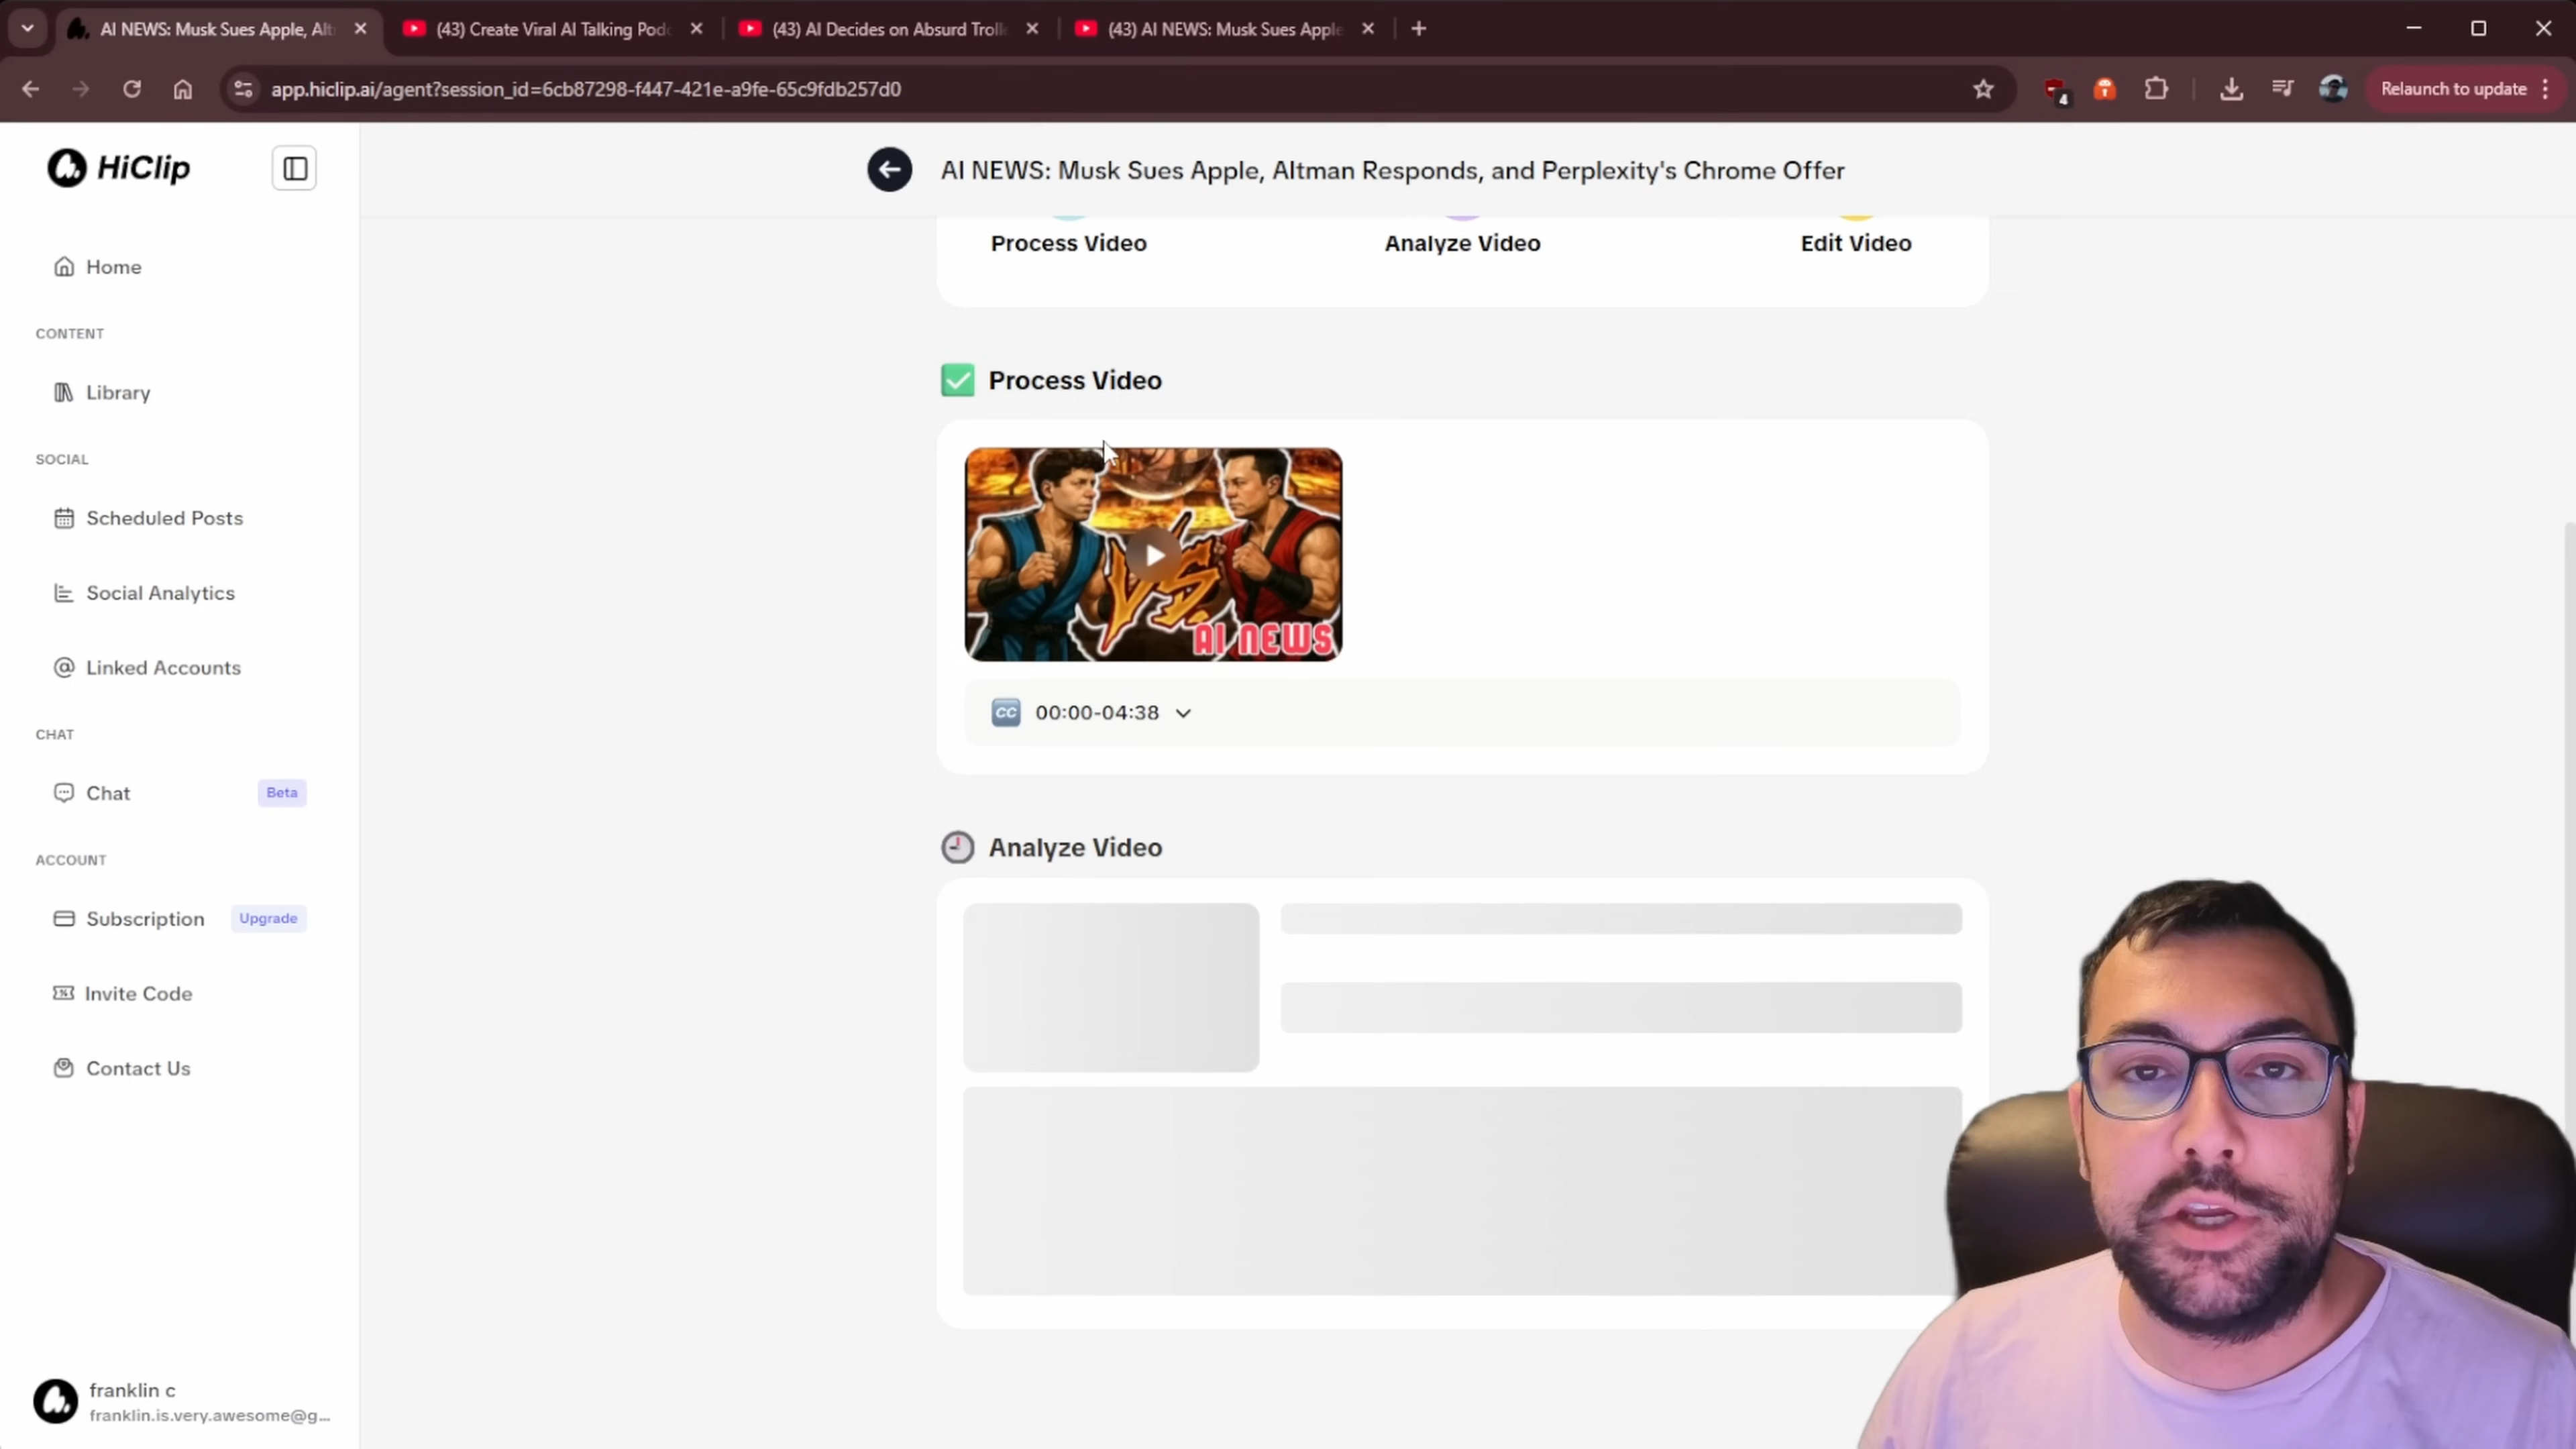 AI NEWS: Musk Sues Apple, Alt
(43) Create Viral AI Talking Podc
(43) AI Decides on Absurd Troll
(43) AI NEWS: Musk Sues Apple
app.hiclip.ai/agent?session_id=6cb87298-f447-421e-a9fe-65c9fdb257d0
4
Relaunch to update
HiClip
AI NEWS: Musk Sues Apple, Altman Responds, and Perplexity's Chrome Offer
Home
CONTENT
Library
SOCIAL
Scheduled Posts
Social Analytics
Linked Accounts
CHAT
Chat
Beta
ACCOUNT
Subscription
Upgrade
Invite Code
Contact Us
franklin c
franklin.is.very.awesome@g...
Process Video
Analyze Video
Edit Video
Process Video
VS.
AI NEWS
CC 00:00-04:38
Analyze Video